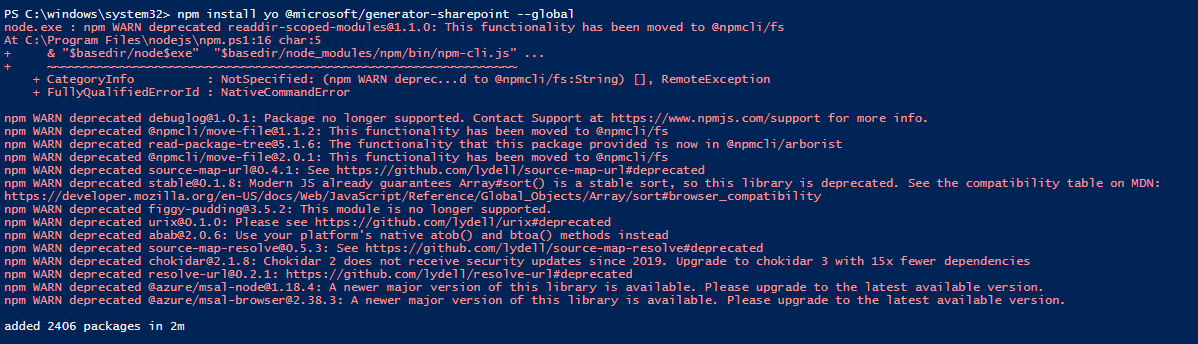 PS C:\windows\system32> npm install yo @microsoft/generator-sharepoint --global
node.exe : npm WARN deprecated readdir-scoped-modules@1.1.0: This functionality has been moved to @npmcli/fs
At C:\Program Files\nodejs\npm.ps1:16 char:5
+     & "$basedir/node$exe"  "$basedir/node_modules/npm/bin/npm-cli.js" ...
+     ~~~~~~~~~~~~~~~~~~~~~~~~~~~~~~~~~~~~~~~~~~~~~~~~~~~~~~~~~~~~~~~~~
    + CategoryInfo          : NotSpecified: (npm WARN deprec...d to @npmcli/fs:String) [], RemoteException
    + FullyQualifiedErrorId : NativeCommandError
npm WARN deprecated debuglog@1.0.1: Package no longer supported. Contact Support at https://www.npmjs.com/support for more info.
npm WARN deprecated @npmcli/move-file@1.1.2: This functionality has been moved to @npmcli/fs
npm WARN deprecated read-package-tree@5.1.6: The functionality that this package provided is now in @npmcli/arborist
npm WARN deprecated @npmcli/move-file@2.0.1: This functionality has been moved to @npmcli/fs
npm WARN deprecated source-map-url@0.4.1: See https://github.com/lydell/source-map-url#deprecated
npm WARN deprecated stable@0.1.8: Modern JS already guarantees Array#sort() is a stable sort, so this library is deprecated. See the compatibility table on MDN:
https://developer.mozilla.org/en-US/docs/Web/JavaScript/Reference/Global_Objects/Array/sort#browser_compatibility
npm WARN deprecated figgy-pudding@3.5.2: This module is no longer supported.
npm WARN deprecated urix@0.1.0: Please see https://github.com/lydell/urix#deprecated
npm WARN deprecated abab@2.0.6: Use your platform's native atob() and btoa() methods instead
npm WARN deprecated source-map-resolve@0.5.3: See https://github.com/lydell/source-map-resolve#deprecated
npm WARN deprecated chokidar@2.1.8: Chokidar 2 does not receive security updates since 2019. Upgrade to chokidar 3 with 15x fewer dependencies
npm WARN deprecated resolve-url@0.2.1: https://github.com/lydell/resolve-url#deprecated
npm WARN deprecated @azure/msal-node@1.18.4: A newer major version of this library is available. Please upgrade to the latest available version.
npm WARN deprecated @azure/msal-browser@2.38.3: A newer major version of this library is available. Please upgrade to the latest available version.
added 2406 packages in 2m